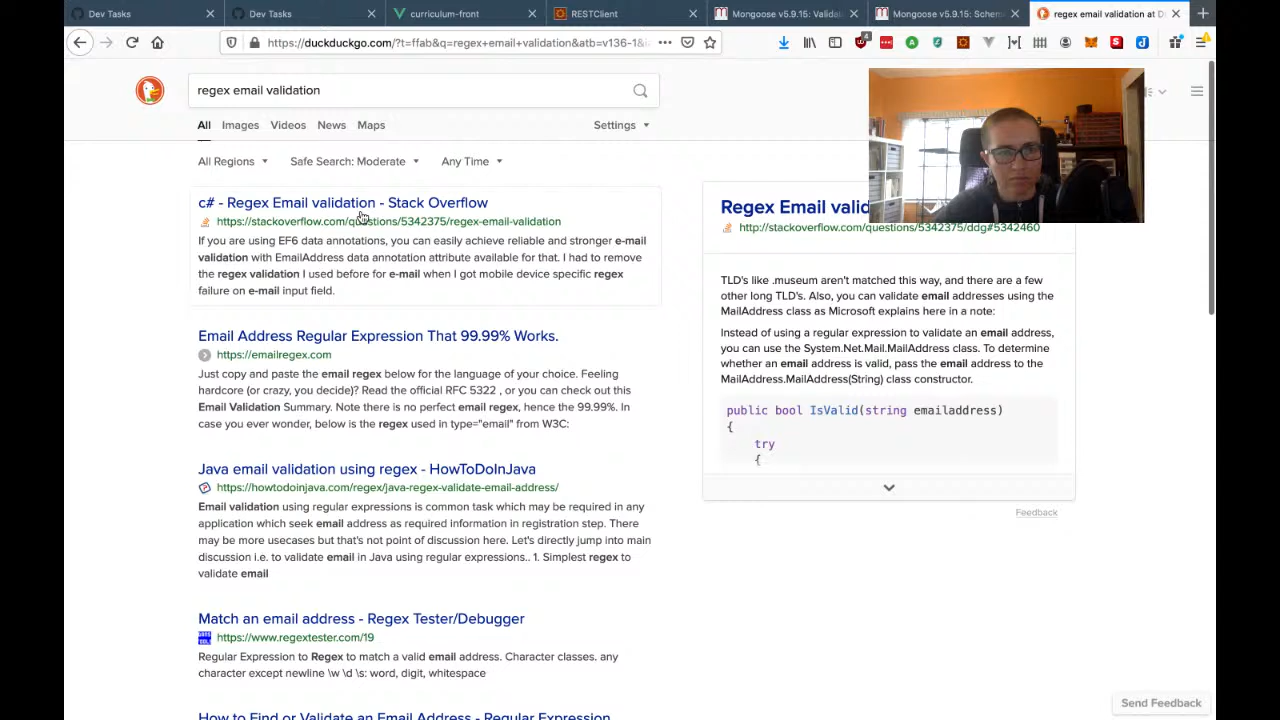 Dev Tasks
Dev Tasks
curriculum-front
RESTClient
Mongoose v5.9.15: Valida
Mongoose v5.9.15: Schem
regex email validation at D
https://duckduckgo.com/?t=ffab&q=regex+email+validation&atb=v136-1&i
4
regex email validation
All
Images
Videos
News
Maps
Settings
All Regions
Safe Search: Moderate
Any Time
c# - Regex Email validation - Stack Overflow
https://stackoverflow.com/questions/5342375/regex-email-validation
If you are using EF6 data annotations, you can easily achieve reliable and stronger e-mail
validation with EmailAddress data annotation attribute available for that. I had to remove
the regex validation I used before for e-mail when I got mobile device specific regex
failure on e-mail input field.
Email Address Regular Expression That 99.99% Works.
https://emailregex.com
Just copy and paste the email regex below for the language of your choice. Feeling
hardcore (or crazy, you decide)? Read the official RFC 5322 , or you can check out this
Email Validation Summary. Note there is no perfect email regex, hence the 99.99%. In
case you ever wonder, below is the regex used in type="email" from W3C:
Java email validation using regex - HowToDoInJava
https://howtodoinjava.com/regex/java-regex-validate-email-address/
Email validation using regular expressions is common task which may be required in any
application which seek email address as required information in registration step. There
may be more usecases but that's not point of discussion here. Let's directly jump into main
discussion i.e. to validate email in Java using regular expressions.. 1. Simplest regex to
validate email
Match an email address - Regex Tester/Debugger
https://www.regextester.com/19
Regular Expression to Regex to match a valid email address. Character classes. any
character except newline \w \d \s: word, digit, whitespace
How to Find or Validate an Email Address - Regular Expression
Regex Email valid
http://stackoverflow.com/questions/5342375/ddg#5342460
TLD's like .museum aren't matched this way, and there are a few
other long TLD's. Also, you can validate email addresses using the
MailAddress class as Microsoft explains here in a note:
Instead of using a regular expression to validate an email address,
you can use the System.Net.Mail.MailAddress class. To determine
whether an email address is valid, pass the email address to the
MailAddress.MailAddress(String) class constructor.
public bool IsValid(string emailaddress)
{
try
{
Feedback
Send Feedback